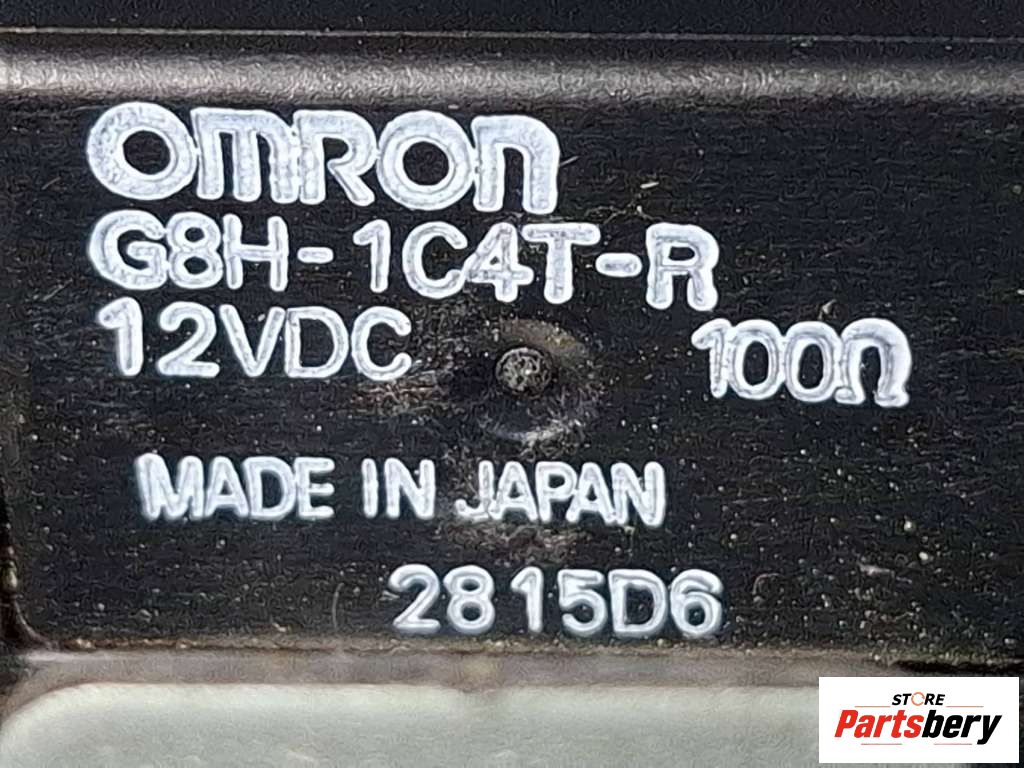 OMRON
G8H-1C4T-R
12VDC 100Ω
MADE IN JAPAN
2815D6
STORE
Partsbery